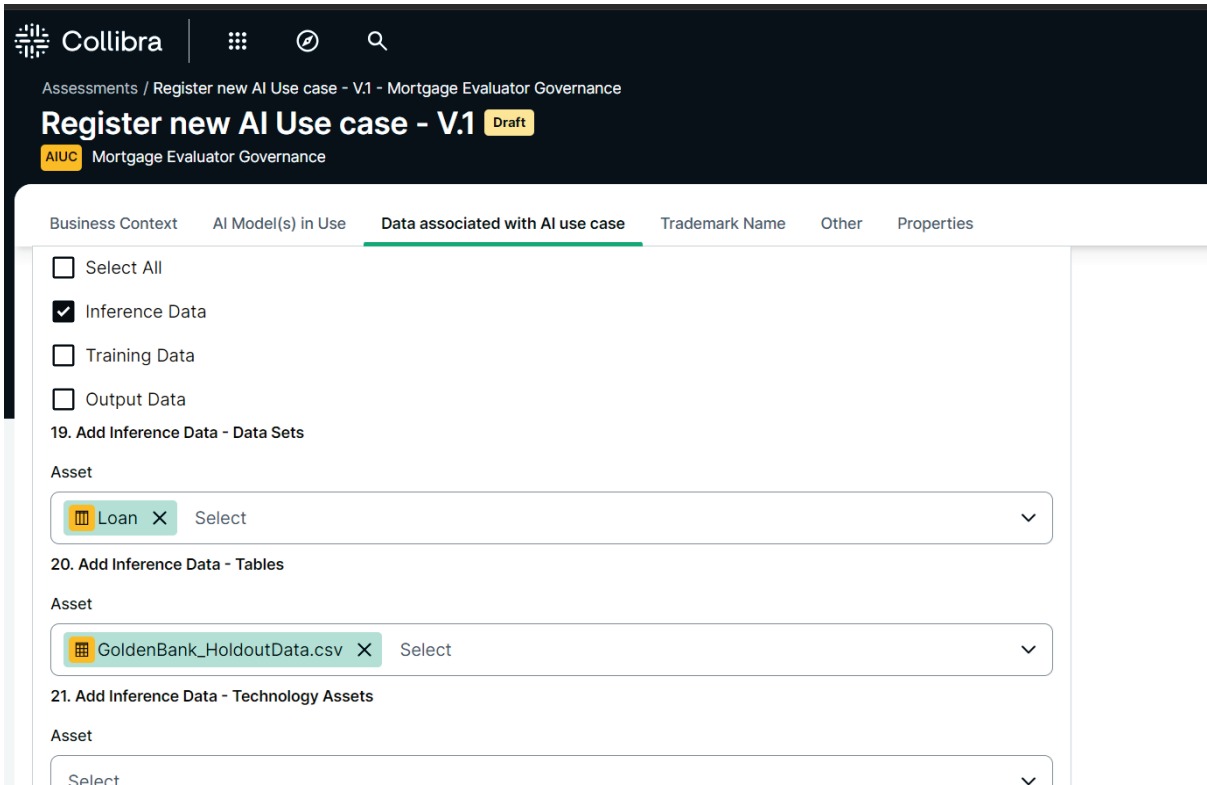 Collibra
Assessments / Register new AI Use case - V.1 - Mortgage Evaluator Governance
Register new AI Use case - V.1 Draft
AIUC Mortgage Evaluator Governance
Business Context AI Model(s) in Use Data associated with AI use case Trademark Name Other Properties
Select All
Inference Data
Training Data
Output Data
19. Add Inference Data - Data Sets
Asset
Loan Select
20. Add Inference Data - Tables
Asset
GoldenBank_HoldoutData.csv Select
21. Add Inference Data - Technology Assets
Asset
Select